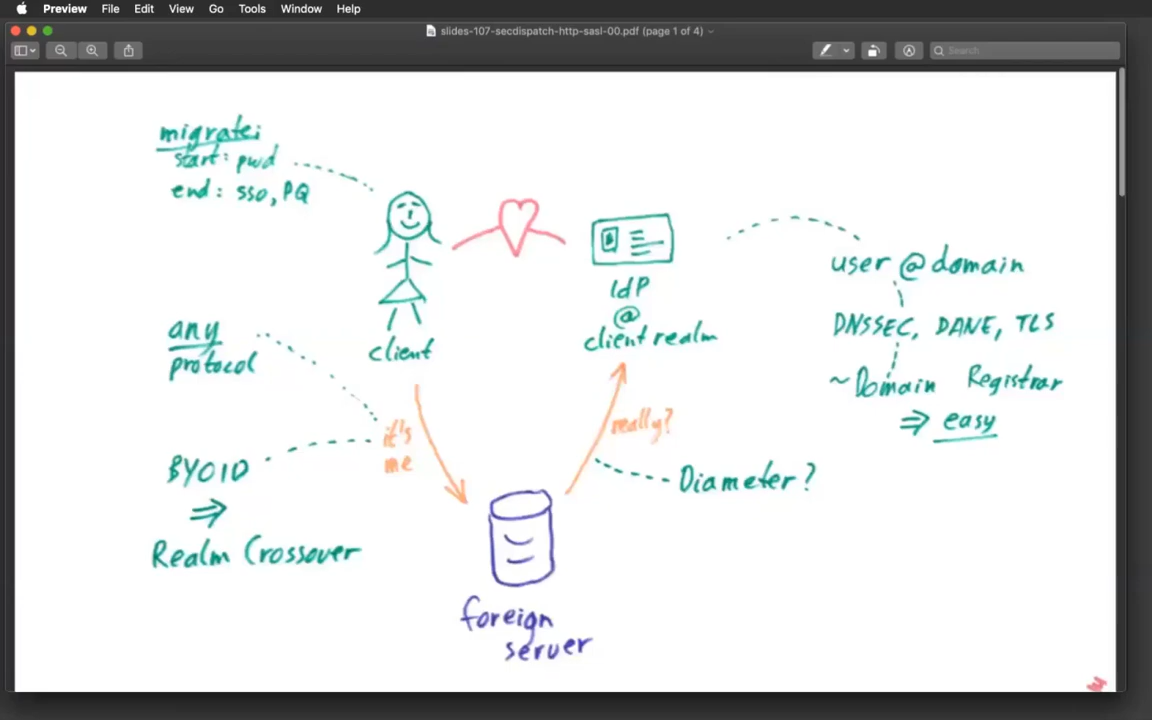 Preview File Edit View Go Tools Window Help
slides-107-secdispatch-http-sasl-00.pdf (page 1 of 4)
Search
migrate:
start: pwd
end: sso, PQ
client
IdP
@
client realm
user @ domain
DNSSEC, DANE, TLS
~Domain Registrar
⇒ easy
any
protocol
it's
me
really?
BYOID
⇒
Realm Crossover
Diameter?
foreign
server